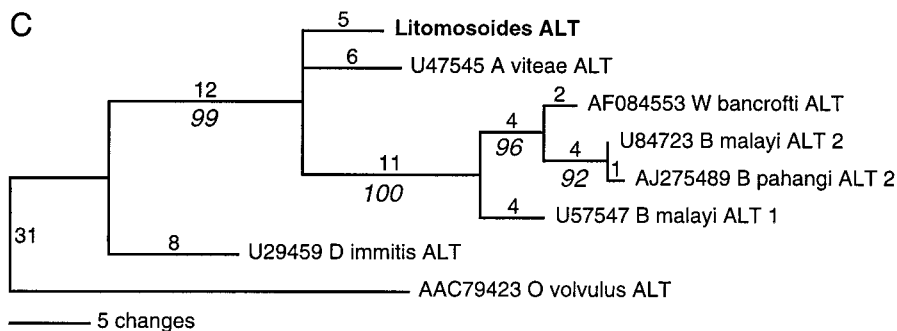 C
5 Litomosoides ALT
6 U47545 A viteae ALT
12
99
2 AF084553 W bancrofti ALT
4
96
U84723 B malayi ALT 2
4
92
1
AJ275489 B pahangi ALT 2
11
100
4 U57547 B malayi ALT 1
31
8 U29459 D immitis ALT
AAC79423 O volvulus ALT
5 changes